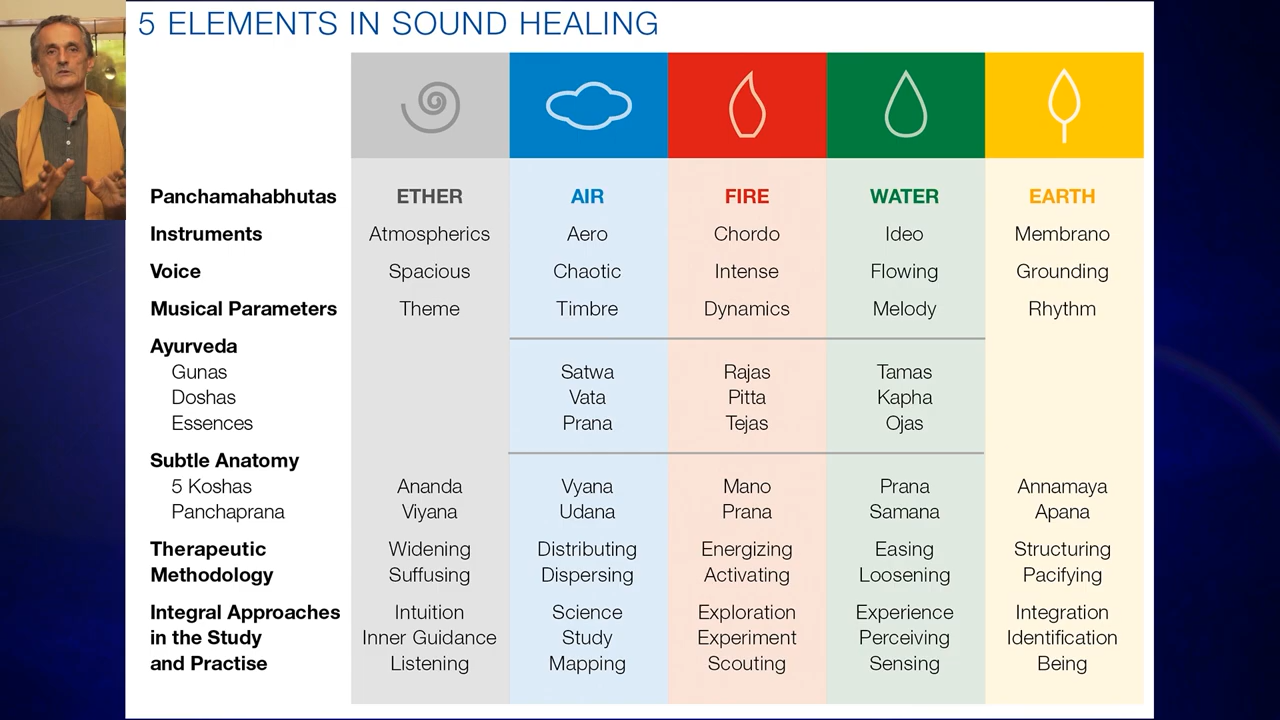 5 ELEMENTS IN SOUND HEALING
Panchamahabhutas ETHER AIR FIRE WATER EARTH
Instruments Atmospherics Aero Chordo Ideo Membrano
Voice Spacious Chaotic Intense Flowing Grounding
Musical Parameters Theme Timbre Dynamics Melody Rhythm
Ayurveda
Gunas Satwa Rajas Tamas
Doshas Vata Pitta Kapha
Essences Prana Tejas Ojas
Subtle Anatomy
5 Koshas Ananda Vyana Mano Prana Annamaya
Panchaprana Viyana Udana Prana Samana Apana
Therapeutic Widening Distributing Energizing Easing Structuring
Methodology Suffusing Dispersing Activating Loosening Pacifying
Integral Approaches Intuition Science Exploration Experience Integration
in the Study Inner Guidance Study Experiment Perceiving Identification
and Practise Listening Mapping Scouting Sensing Being